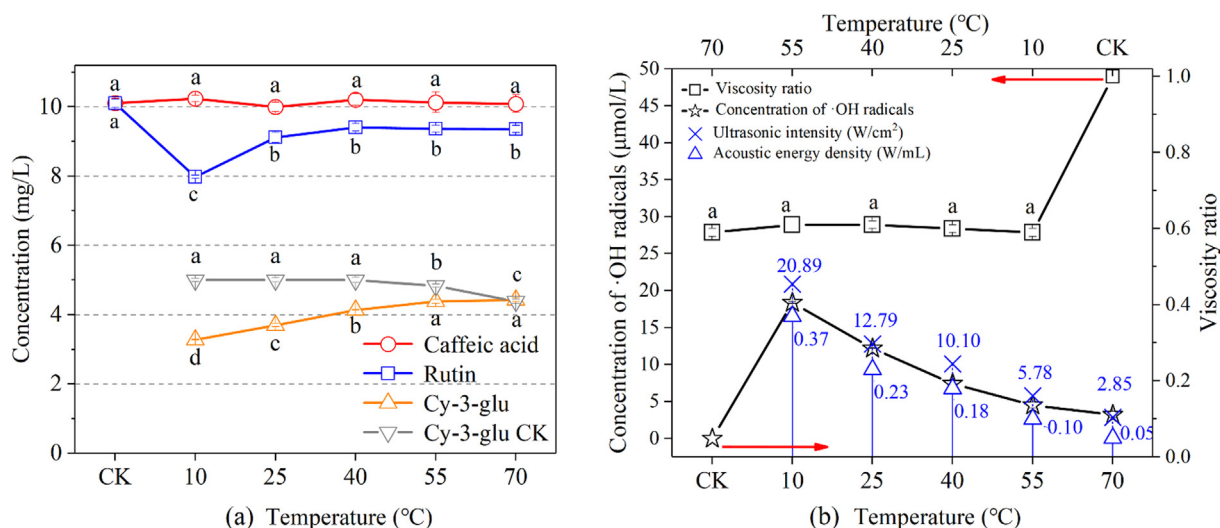 Temperature (℃)
70 55 40 25 10 CK
Concentration (mg/L)
10
8
6
4
2
0
a a a a a a
a c b b b b
a a a b c
d c b a a
Caffeic acid
Rutin
Cy-3-glu
Cy-3-glu CK
CK 10 25 40 55 70
(a) Temperature (℃)
Concentration of ·OH radicals (μmol/L)
50
45
40
35
30
25
20
15
10
5
0
Viscosity ratio
Concentration of ·OH radicals
Ultrasonic intensity (W/cm²)
Acoustic energy density (W/mL)
a a a a a
20.89 12.79 10.10 5.78 2.85
0.37 0.23 0.18 0.10 0.05
1.0
0.8
0.6
0.4
0.2
0.0
Viscosity ratio
CK 10 25 40 55 70
(b) Temperature (℃)